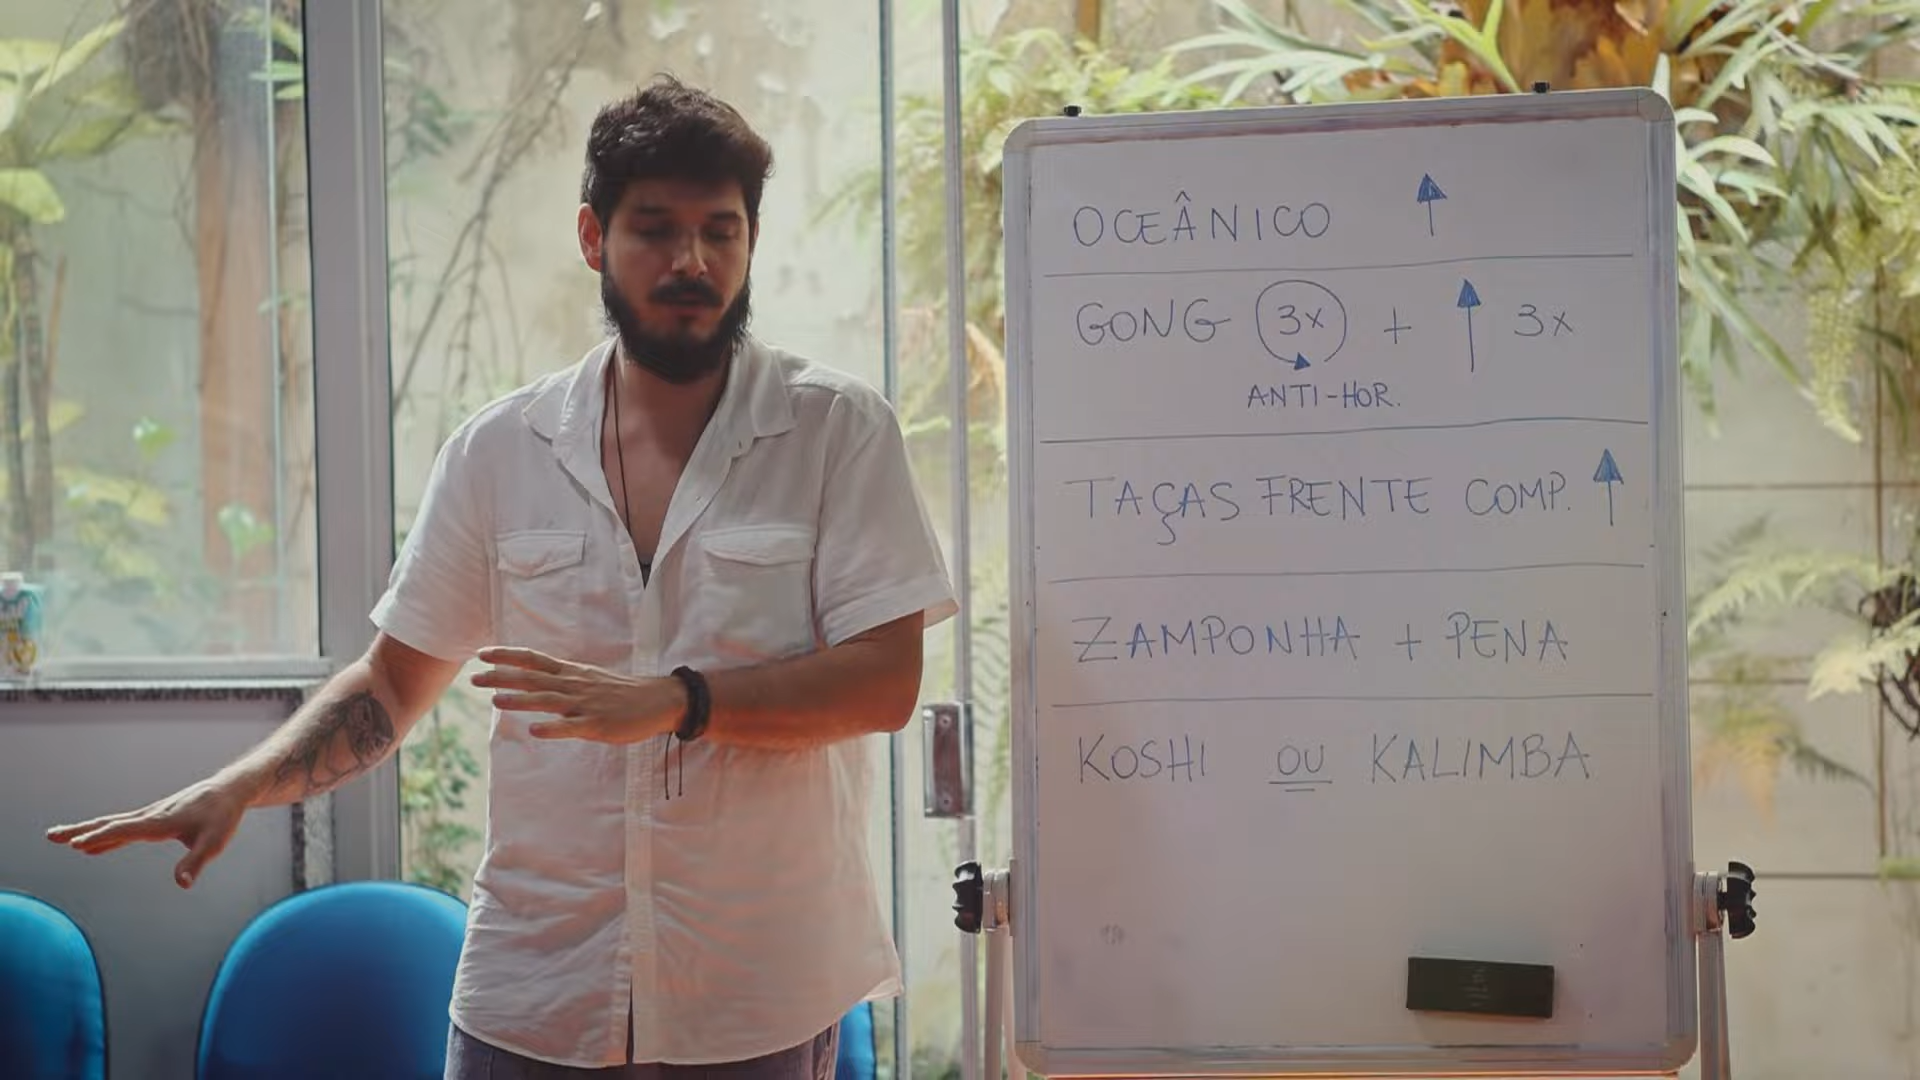 OCEÂNICO ↑
GONG 3x + ↑ 3x
ANTI-HOR.
TAÇAS FRENTE COMP. ↑
ZAMPONHA + PENA
KOSHI OU KALIMBA